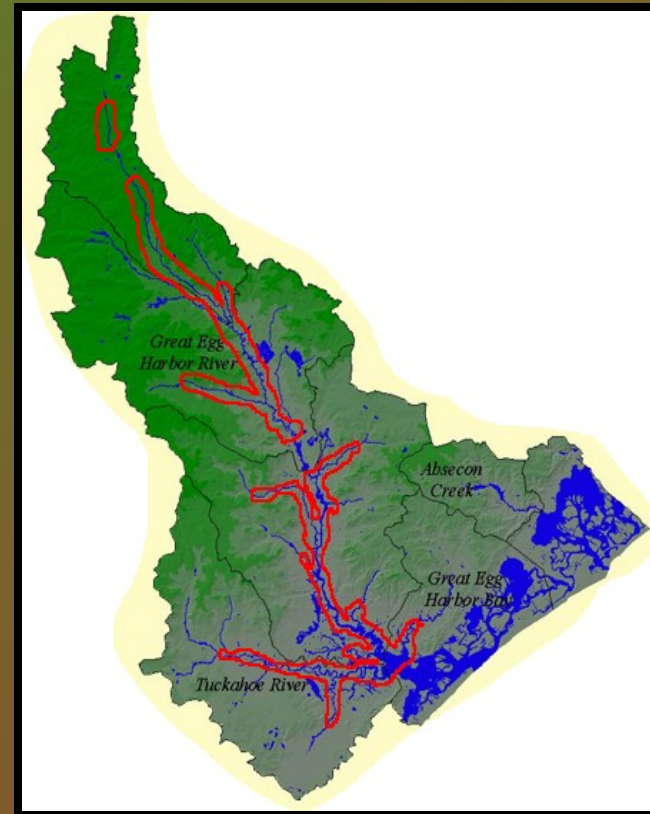 Great Egg
Harbor River
Absecon
Creek
Great Egg
Harbor Bay
Tuckahoe River